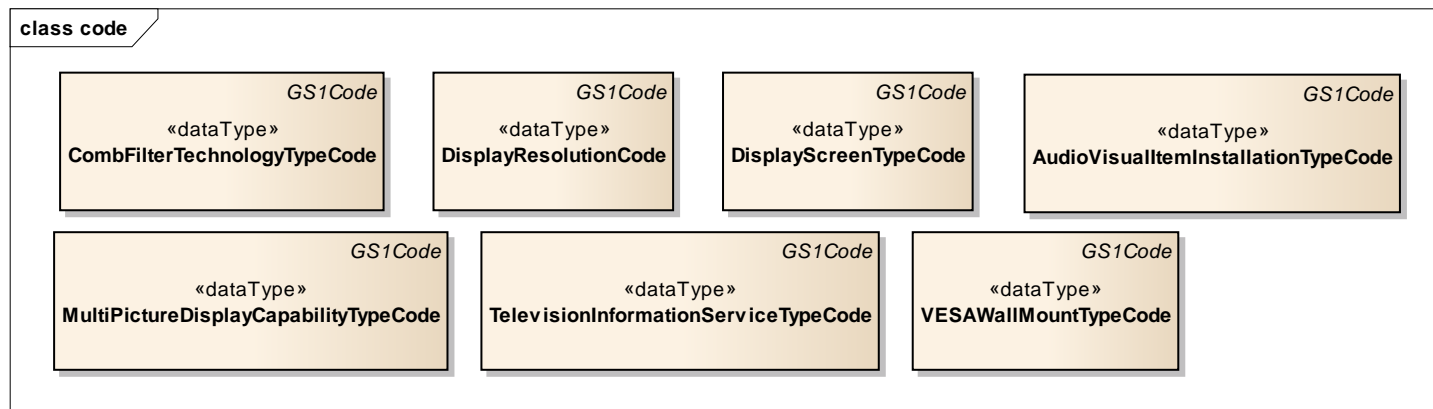 class code
GS1Code
«dataType»
CombFilterTechnologyTypeCode
GS1Code
«dataType»
DisplayResolutionCode
GS1Code
«dataType»
DisplayScreenTypeCode
GS1Code
«dataType»
AudioVisualItemInstallationTypeCode
GS1Code
«dataType»
MultiPictureDisplayCapabilityTypeCode
GS1Code
«dataType»
TelevisionInformationServiceTypeCode
GS1Code
«dataType»
VESAWallMountTypeCode